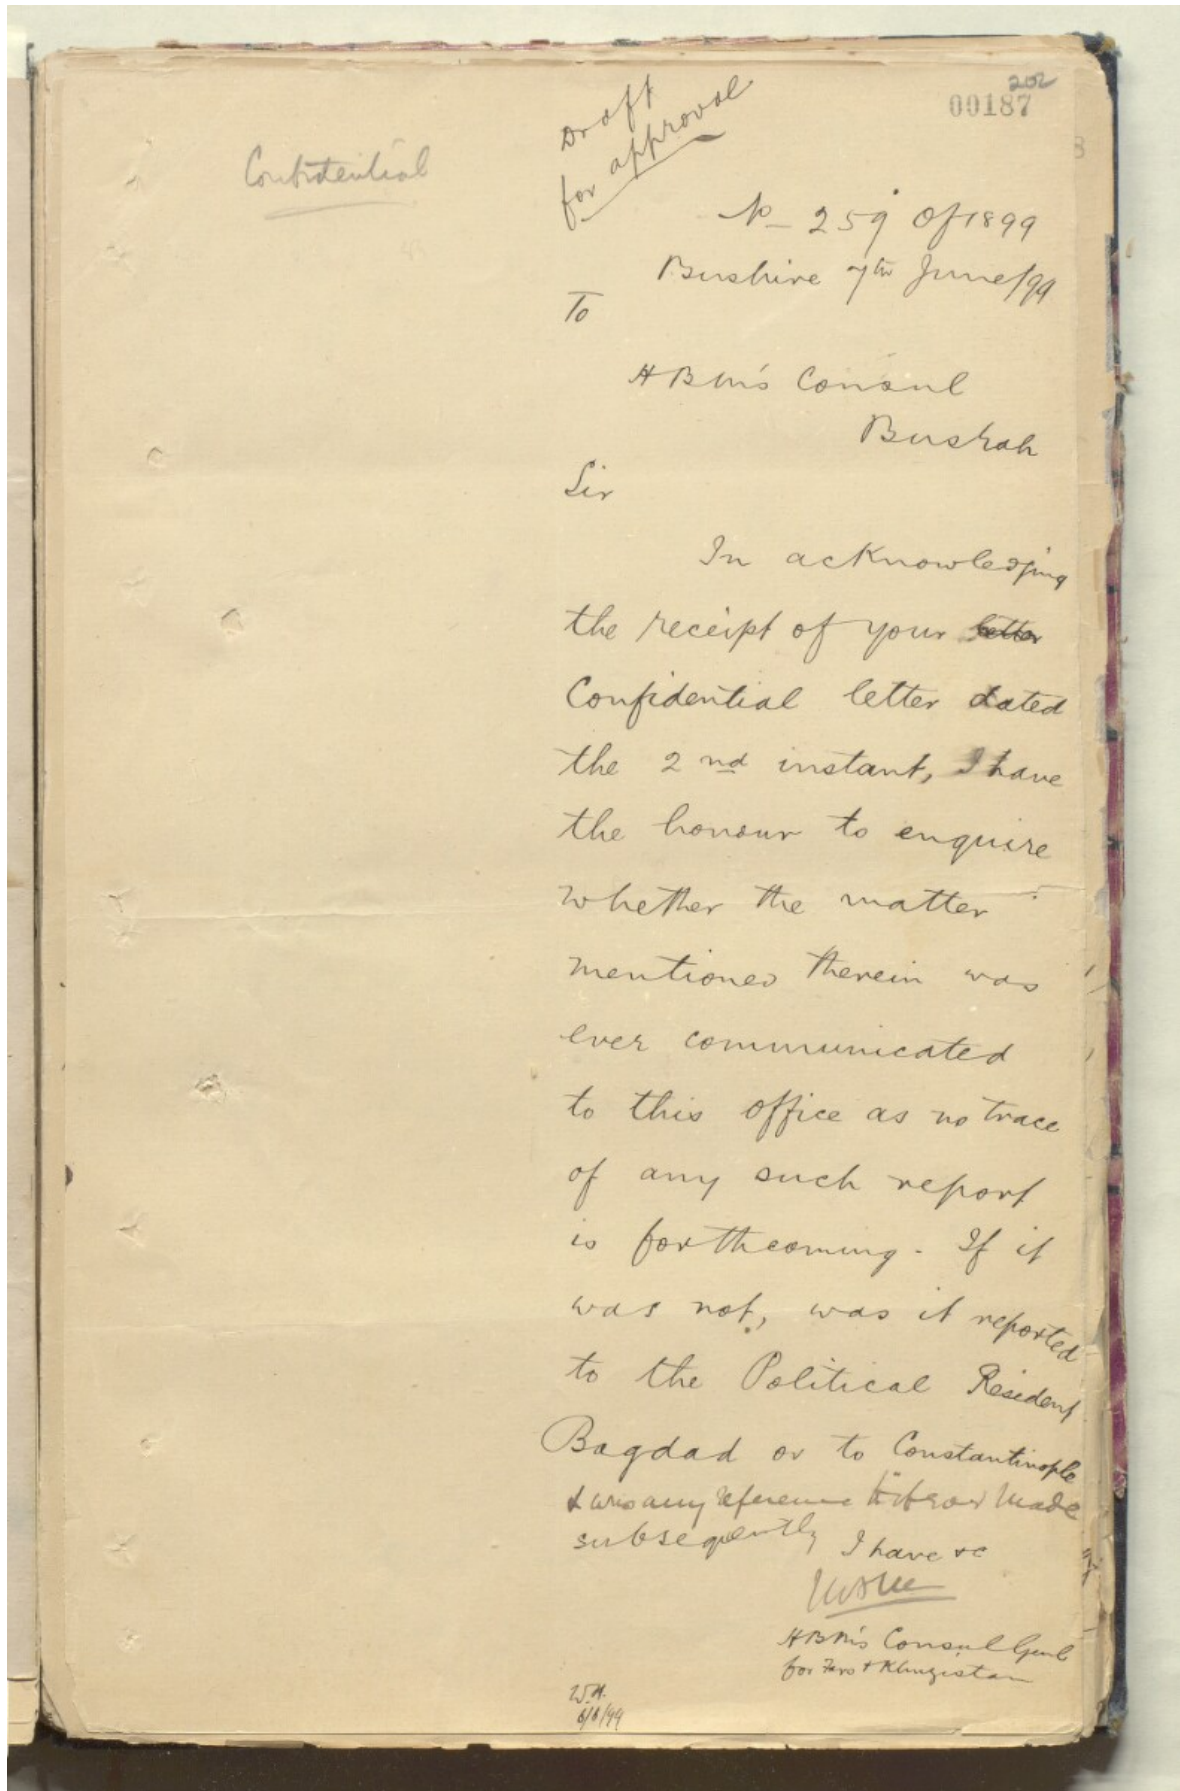 202
00187
Draft
for approval
Confidential
No 259 Of 1899
Bushire 7th June/99
To
HBM's Consul
Busrah
Sir
In acknowledging
the receipt of your letter
Confidential letter dated
the 2nd instant, I have
the honour to enquire
whether the matter
mentioned therein was
ever communicated
to this office as no trace
of any such report
is forthcoming - If it
was not, was it reported
to the Political Resident
Bagdad or to Constantinople
& was any reference to it made
subseqently I have &c
HBM's Consul Genl
for Fars & Khuzistan
6/6/99